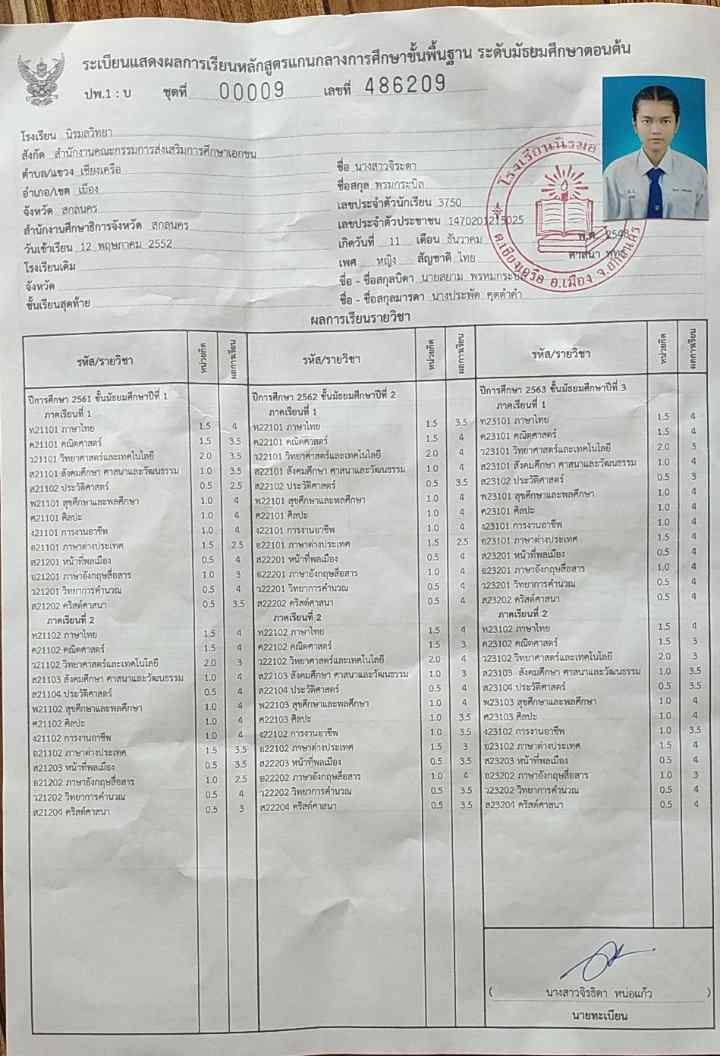 ระเบียนแสดงผลการเรียนหลักสูตรแกนกลางการศึกษาขั้นพื้นฐาน ระดับมัธยมศึกษาตอนต้น
ปพ.1 : บ ชุดที่ 00009 เลขที่ 486209
โรงเรียน นิรมลวิทยา
สังกัด สำนักงานคณะกรรมการส่งเสริมการศึกษาเอกชน
ตำบล/แขวง เชียงเครือ
อำเภอ/เขต เมือง
จังหวัด สกลนคร
สำนักงานศึกษาธิการจังหวัด สกลนคร
วันเข้าเรียน 12 พฤษภาคม 2552
โรงเรียนเดิม
จังหวัด
ชั้นเรียนสุดท้าย
ชื่อ นางสาวจิระดา
ชื่อสกุล พรมกระบิล
เลขประจำตัวนักเรียน 3750
เลขประจำตัวประชาชน 1470201215025
เกิดวันที่ 11 เดือน ธันวาคม พ.ศ.
เพศ หญิง สัญชาติ ไทย ศาสนา
ชื่อ - ชื่อสกุลบิดา นายสยาม
ชื่อ - ชื่อสกุลมารดา นางประพัด คุดตำคำ
โรงเรียนนิรมล
ต.เชียงเครือ อ.เมือง จ.สกลนคร
ผลการเรียนรายวิชา
รหัส/รายวิชา หน่วยกิต ผลการเรียน
ปีการศึกษา 2561 ชั้นมัธยมศึกษาปีที่ 1
ภาคเรียนที่ 1
ท21101 ภาษาไทย 1.5 4
ค21101 คณิตศาสตร์ 1.5 3.5
ว21101 วิทยาศาสตร์และเทคโนโลยี 2.0 3.5
ส21101 สังคมศึกษา ศาสนาและวัฒนธรรม 1.0 3.5
ส21102 ประวัติศาสตร์ 0.5 2.5
พ21101 สุขศึกษาและพลศึกษา 1.0 4
ศ21101 ศิลปะ 1.0 4
ง21101 การงานอาชีพ 1.0 4
อ21101 ภาษาต่างประเทศ 1.5 2.5
ส21201 หน้าที่พลเมือง 0.5 4
อ21201 ภาษาอังกฤษสื่อสาร 1.0 3
ว21201 วิทยาการคำนวณ 0.5 4
ส21202 คริสต์ศาสนา 0.5 3.5
ภาคเรียนที่ 2
ท21102 ภาษาไทย 1.5 4
ค21102 คณิตศาสตร์ 1.5 4
ว21102 วิทยาศาสตร์และเทคโนโลยี 2.0 3
ส21103 สังคมศึกษา ศาสนาและวัฒนธรรม 1.0 4
ส21104 ประวัติศาสตร์ 0.5 4
พ21102 สุขศึกษาและพลศึกษา 1.0 4
ศ21102 ศิลปะ 1.0 4
ง21102 การงานอาชีพ 1.0 4
อ21102 ภาษาต่างประเทศ 1.5 3.5
ส21203 หน้าที่พลเมือง 0.5 3.5
อ21202 ภาษาอังกฤษสื่อสาร 1.0 2.5
ว21202 วิทยาการคำนวณ 0.5 4
ส21204 คริสต์ศาสนา 0.5 3
รหัส/รายวิชา หน่วยกิต ผลการเรียน
ปีการศึกษา 2562 ชั้นมัธยมศึกษาปีที่ 2
ภาคเรียนที่ 1
ท22101 ภาษาไทย 1.5 3.5
ค22101 คณิตศาสตร์ 1.5 4
ว22101 วิทยาศาสตร์และเทคโนโลยี 2.0 4
ส22101 สังคมศึกษา ศาสนาและวัฒนธรรม 1.0 4
ส22102 ประวัติศาสตร์ 0.5 3.5
พ22101 สุขศึกษาและพลศึกษา 1.0 4
ศ22101 ศิลปะ 1.0 4
ง22101 การงานอาชีพ 1.0 4
อ22101 ภาษาต่างประเทศ 1.5 2.5
ส22201 หน้าที่พลเมือง 0.5 4
อ22201 ภาษาอังกฤษสื่อสาร 1.0 4
ว22201 วิทยาการคำนวณ 0.5 4
ส22202 คริสต์ศาสนา 0.5 4
ภาคเรียนที่ 2
ท22102 ภาษาไทย 1.5 4
ค22102 คณิตศาสตร์ 1.5 3
ว22102 วิทยาศาสตร์และเทคโนโลยี 2.0 4
ส22103 สังคมศึกษา ศาสนาและวัฒนธรรม 1.0 3
ส22104 ประวัติศาสตร์ 0.5 4
พ22103 สุขศึกษาและพลศึกษา 1.0 4
ศ22103 ศิลปะ 1.0 3.5
ง22102 การงานอาชีพ 1.0 3.5
อ22102 ภาษาต่างประเทศ 1.5 3
ส22203 หน้าที่พลเมือง 0.5 3.5
อ22202 ภาษาอังกฤษสื่อสาร 1.0 4
ว22202 วิทยาการคำนวณ 0.5 3.5
ส22204 คริสต์ศาสนา 0.5 3.5
รหัส/รายวิชา หน่วยกิต ผลการเรียน
ปีการศึกษา 2563 ชั้นมัธยมศึกษาปีที่ 3
ภาคเรียนที่ 1
ท23101 ภาษาไทย 1.5 4
ค23101 คณิตศาสตร์ 1.5 4
ว23101 วิทยาศาสตร์และเทคโนโลยี 2.0 3
ส23101 สังคมศึกษา ศาสนาและวัฒนธรรม 1.0 4
ส23102 ประวัติศาสตร์ 0.5 3
พ23101 สุขศึกษาและพลศึกษา 1.0 4
ศ23101 ศิลปะ 1.0 4
ง23101 การงานอาชีพ 1.0 4
อ23101 ภาษาต่างประเทศ 1.5 4
ส23201 หน้าที่พลเมือง 0.5 4
อ23201 ภาษาอังกฤษสื่อสาร 1.0 4
ว23201 วิทยาการคำนวณ 0.5 4
ส23202 คริสต์ศาสนา 0.5 4
ภาคเรียนที่ 2
ท23102 ภาษาไทย 1.5 4
ค23102 คณิตศาสตร์ 1.5 3
ว23102 วิทยาศาสตร์และเทคโนโลยี 2.0 3
ส23103 สังคมศึกษา ศาสนาและวัฒนธรรม 1.0 3.5
ส23104 ประวัติศาสตร์ 0.5 3.5
พ23103 สุขศึกษาและพลศึกษา 1.0 4
ศ23103 ศิลปะ 1.0 4
ง23102 การงานอาชีพ 1.0 3.5
อ23102 ภาษาต่างประเทศ 1.5 4
ส23203 หน้าที่พลเมือง 0.5 4
อ23202 ภาษาอังกฤษสื่อสาร 1.0 3
ว23202 วิทยาการคำนวณ 0.5 4
ส23204 คริสต์ศาสนา 0.5 4
( นางสาวจิรธิดา หน่อแก้ว )
นายทะเบียน